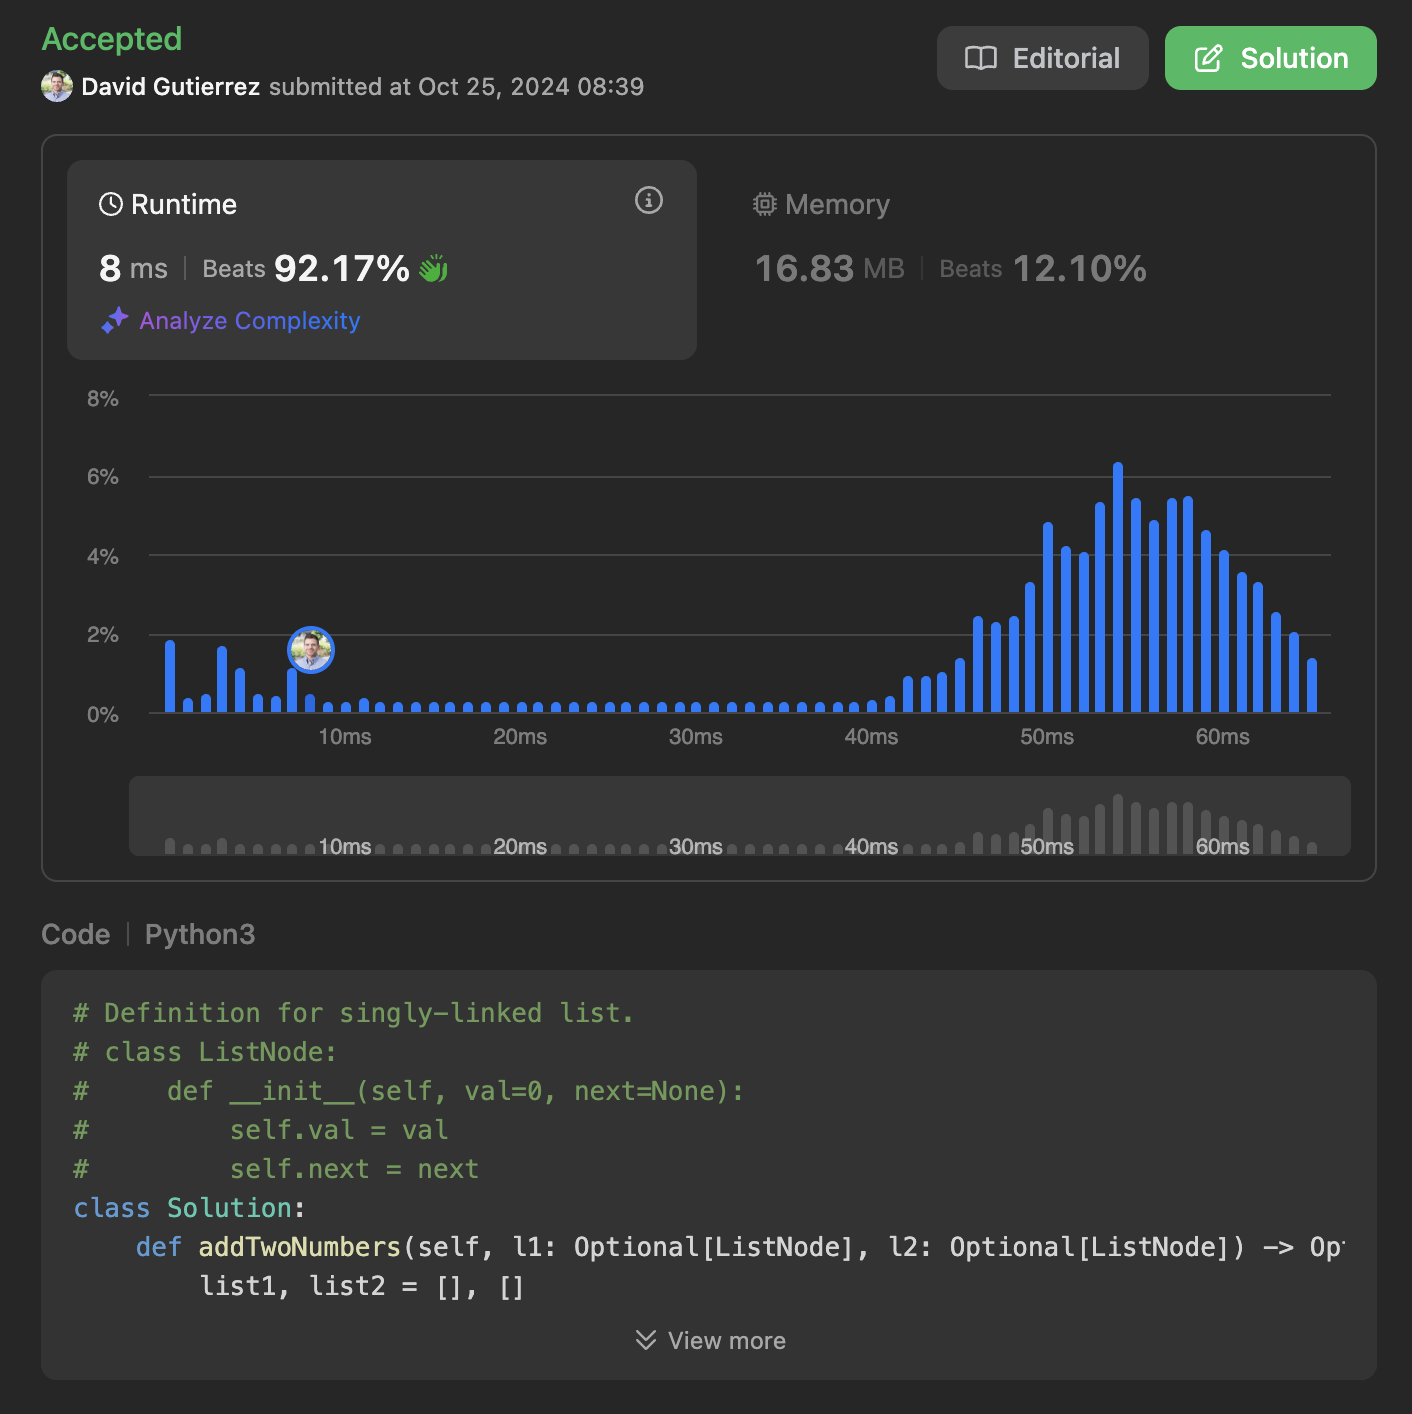 Accepted
Editorial
Solution
David Gutierrez submitted at Oct 25, 2024 08:39
Runtime
8 ms | Beats 92.17%
Analyze Complexity
Memory
16.83 MB | Beats 12.10%
8%
6%
4%
2%
0%
10ms 20ms 30ms 40ms 50ms 60ms
10ms 20ms 30ms 40ms 50ms 60ms
Code | Python3
# Definition for singly-linked list.
# class ListNode:
#     def __init__(self, val=0, next=None):
#         self.val = val
#         self.next = next
class Solution:
    def addTwoNumbers(self, l1: Optional[ListNode], l2: Optional[ListNode]) -> Opt
        list1, list2 = [], []
View more